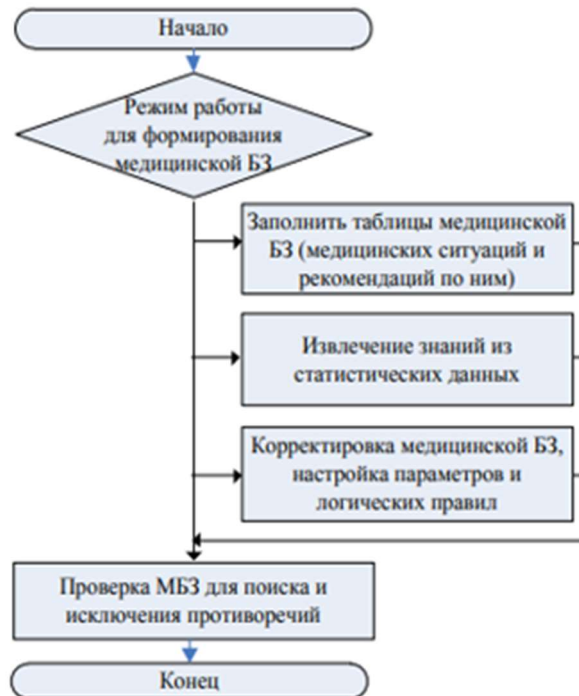 Начало
Режим работы
для формирования
медицинской БЗ
Заполнить таблицы медицинской
БЗ (медицинских ситуаций и
рекомендаций по ним)
Извлечение знаний из
статистических данных
Корректировка медицинской БЗ,
настройка параметров и
логических правил
Проверка МБЗ для поиска и
исключения противоречий
Конец